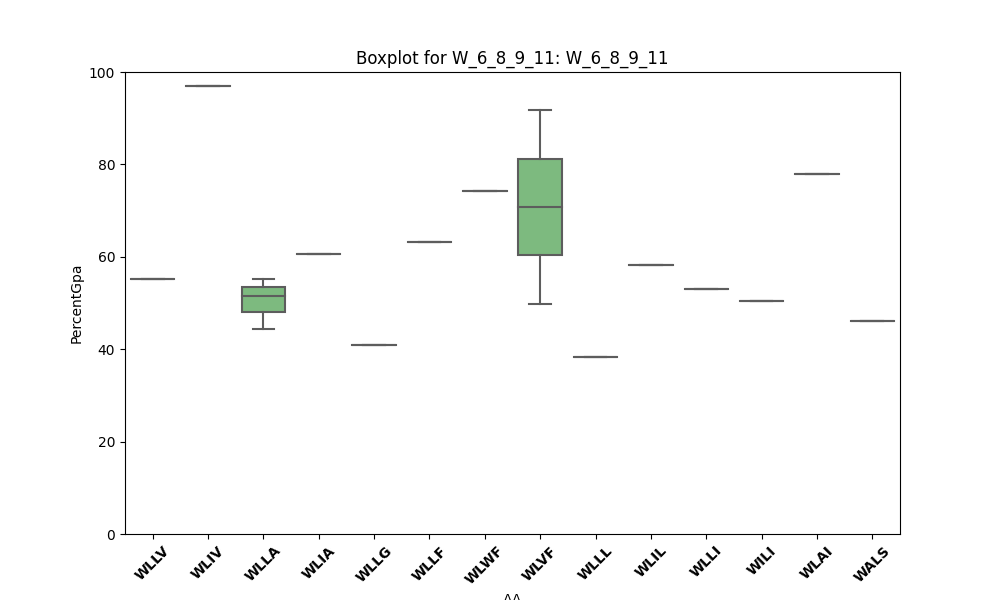 Boxplot for W_6_8_9_11: W_6_8_9_11
PercentGpa
100
80
60
40
20
0
WLLV
WLIV
WLLA
WLIA
WLLG
WLLF
WLWF
WLVF
WLLL
WLIL
WLLI
WILI
WLAI
WALS